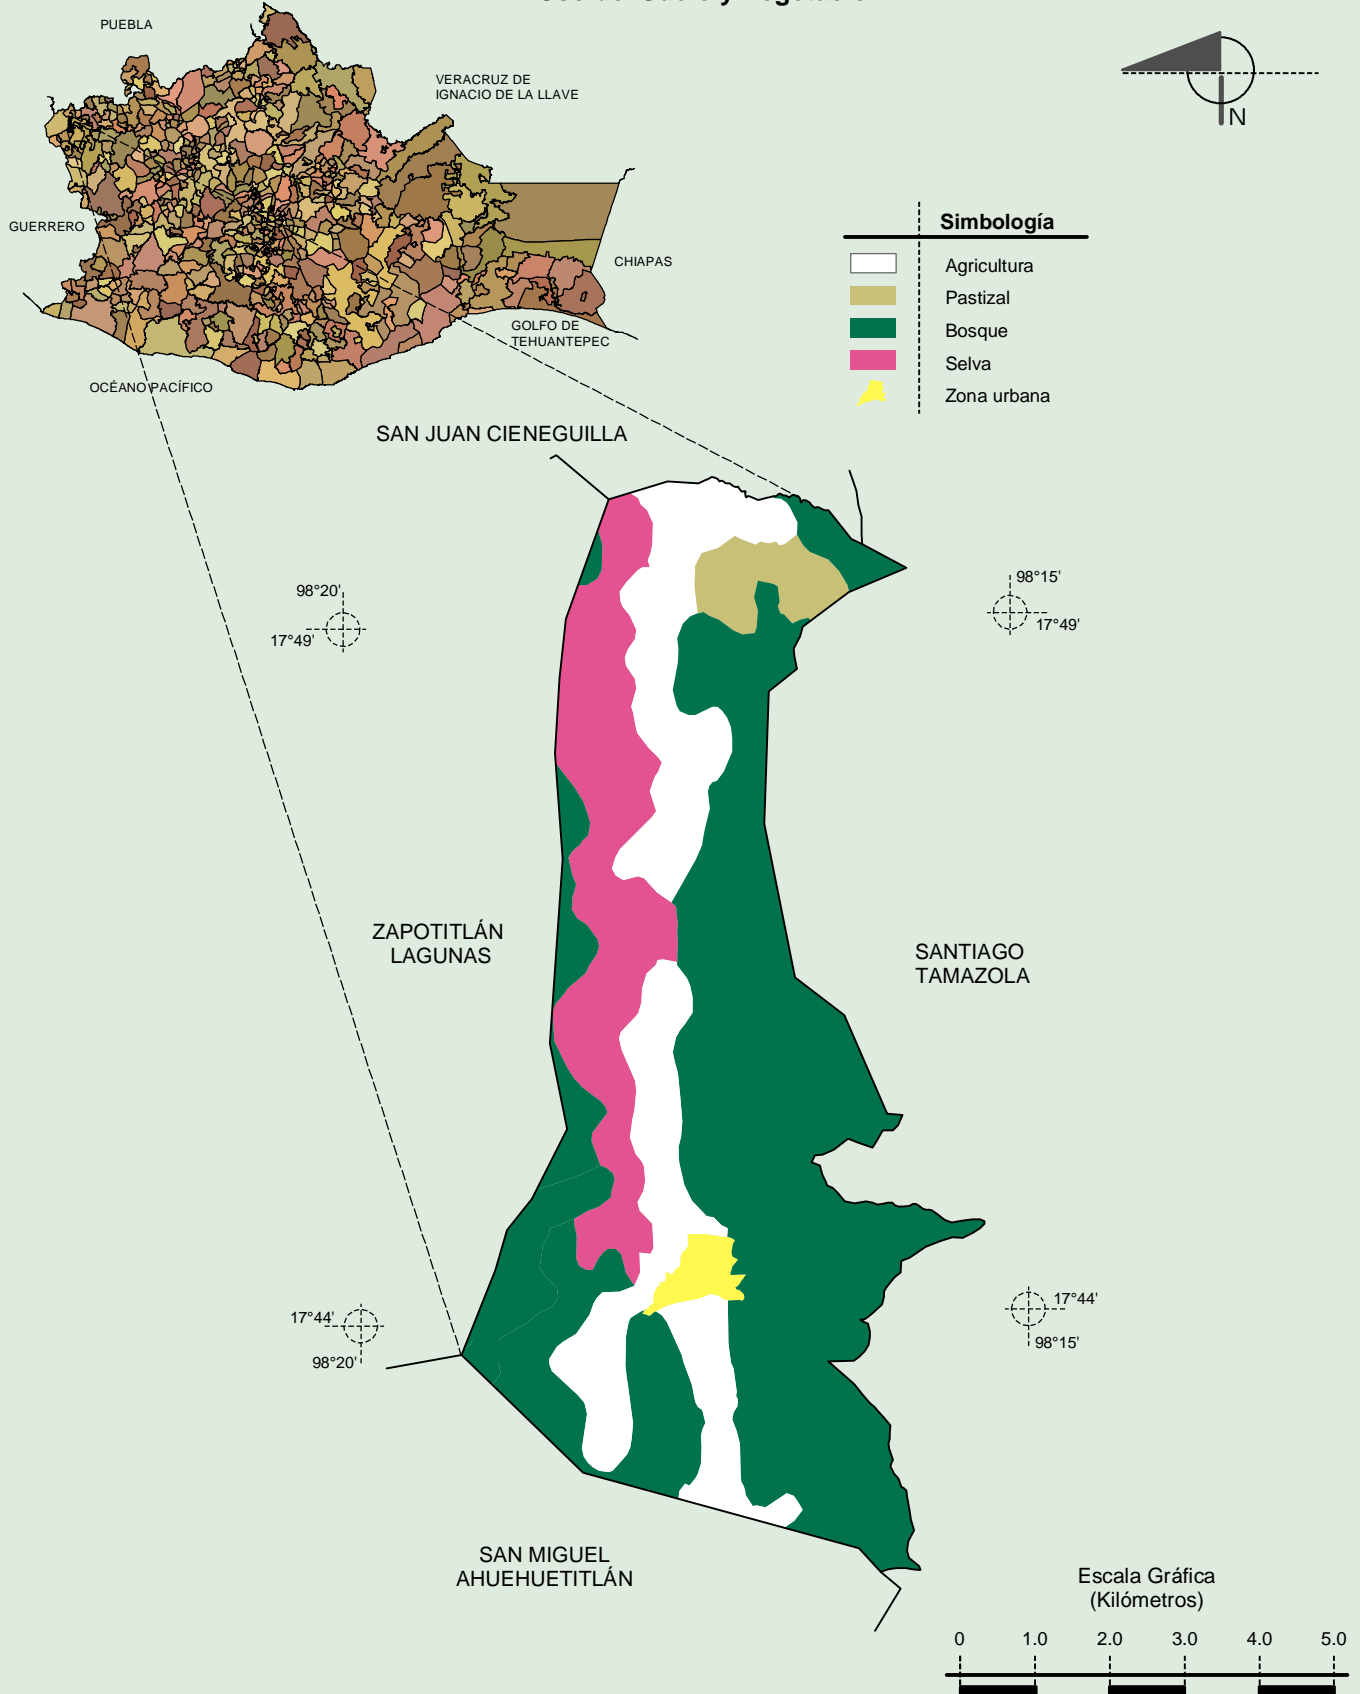 PUEBLA
VERACRUZ DE
IGNACIO DE LA LLAVE
N
GUERRERO
CHIAPAS
GOLFO DE
TEHUANTEPEC
OCÉANO PACÍFICO
Simbología
Agricultura
Pastizal
Bosque
Selva
Zona urbana
SAN JUAN CIENEGUILLA
98°20'
17°49'
98°15'
17°49'
ZAPOTITLÁN
LAGUNAS
SANTIAGO
TAMAZOLA
17°44'
98°20'
17°44'
98°15'
SAN MIGUEL
AHUEHUETITLÁN
Escala Gráfica
(Kilómetros)
0 1.0 2.0 3.0 4.0 5.0